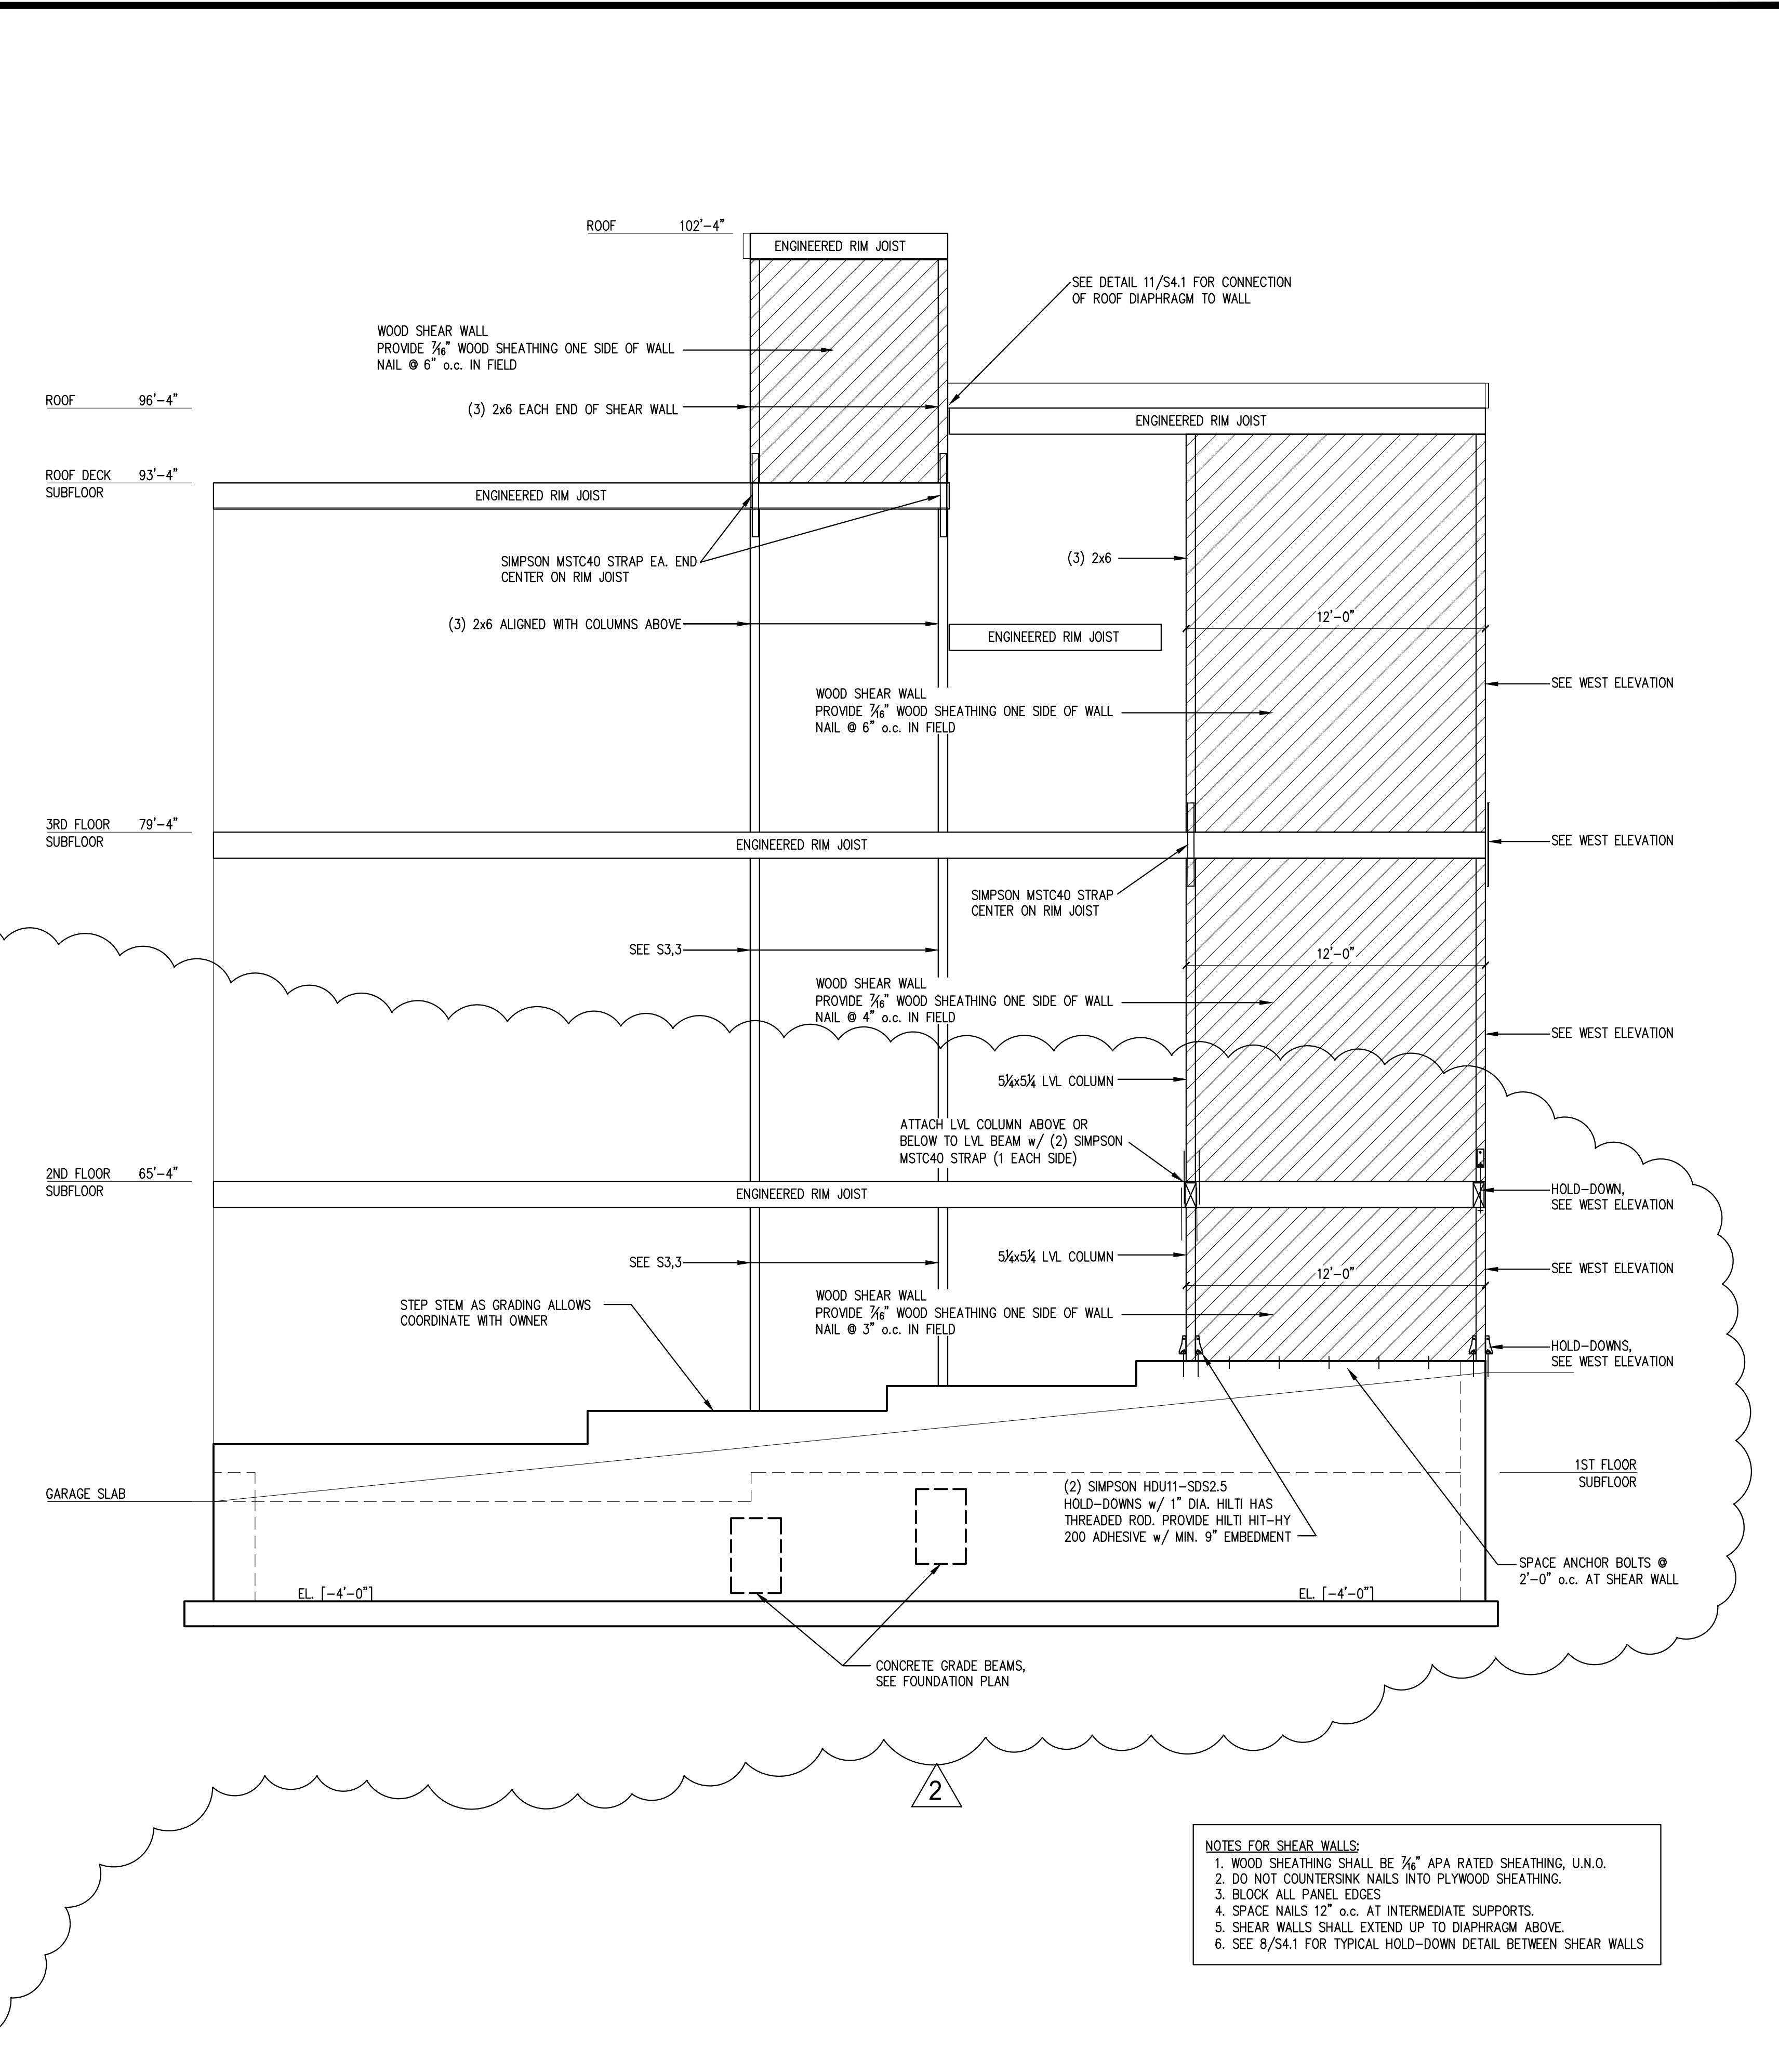 ROOF 102'-4"
ENGINEERED RIM JOIST
SEE DETAIL 11/S4.1 FOR CONNECTION
OF ROOF DIAPHRAGM TO WALL
WOOD SHEAR WALL
PROVIDE 7/16" WOOD SHEATHING ONE SIDE OF WALL
NAIL @ 6" o.c. IN FIELD
ROOF 96'-4"
(3) 2x6 EACH END OF SHEAR WALL
ENGINEERED RIM JOIST
ROOF DECK 93'-4"
SUBFLOOR
ENGINEERED RIM JOIST
SIMPSON MSTC40 STRAP EA. END
CENTER ON RIM JOIST
(3) 2x6
(3) 2x6 ALIGNED WITH COLUMNS ABOVE
12'-0"
ENGINEERED RIM JOIST
SEE WEST ELEVATION
WOOD SHEAR WALL
PROVIDE 7/16" WOOD SHEATHING ONE SIDE OF WALL
NAIL @ 6" o.c. IN FIELD
3RD FLOOR 79'-4"
SUBFLOOR
ENGINEERED RIM JOIST
SEE WEST ELEVATION
SIMPSON MSTC40 STRAP
CENTER ON RIM JOIST
SEE S3,3
12'-0"
WOOD SHEAR WALL
PROVIDE 7/16" WOOD SHEATHING ONE SIDE OF WALL
NAIL @ 4" o.c. IN FIELD
SEE WEST ELEVATION
5 1/4x5 1/4 LVL COLUMN
ATTACH LVL COLUMN ABOVE OR
BELOW TO LVL BEAM w/ (2) SIMPSON
MSTC40 STRAP (1 EACH SIDE)
2ND FLOOR 65'-4"
SUBFLOOR
ENGINEERED RIM JOIST
HOLD-DOWN,
SEE WEST ELEVATION
SEE S3,3
5 1/4x5 1/4 LVL COLUMN
SEE WEST ELEVATION
12'-0"
STEP STEM AS GRADING ALLOWS
COORDINATE WITH OWNER
WOOD SHEAR WALL
PROVIDE 7/16" WOOD SHEATHING ONE SIDE OF WALL
NAIL @ 3" o.c. IN FIELD
HOLD-DOWNS,
SEE WEST ELEVATION
1ST FLOOR
SUBFLOOR
GARAGE SLAB
(2) SIMPSON HDU11-SDS2.5
HOLD-DOWNS w/ 1" DIA. HILTI HAS
THREADED ROD. PROVIDE HILTI HIT-HY
200 ADHESIVE w/ MIN. 9" EMBEDMENT
SPACE ANCHOR BOLTS @
2'-0" o.c. AT SHEAR WALL
EL. [-4'-0"]
EL. [-4'-0"]
CONCRETE GRADE BEAMS,
SEE FOUNDATION PLAN
2
NOTES FOR SHEAR WALLS:
1. WOOD SHEATHING SHALL BE 7/16" APA RATED SHEATHING, U.N.O.
2. DO NOT COUNTERSINK NAILS INTO PLYWOOD SHEATHING.
3. BLOCK ALL PANEL EDGES
4. SPACE NAILS 12" o.c. AT INTERMEDIATE SUPPORTS.
5. SHEAR WALLS SHALL EXTEND UP TO DIAPHRAGM ABOVE.
6. SEE 8/S4.1 FOR TYPICAL HOLD-DOWN DETAIL BETWEEN SHEAR WALLS